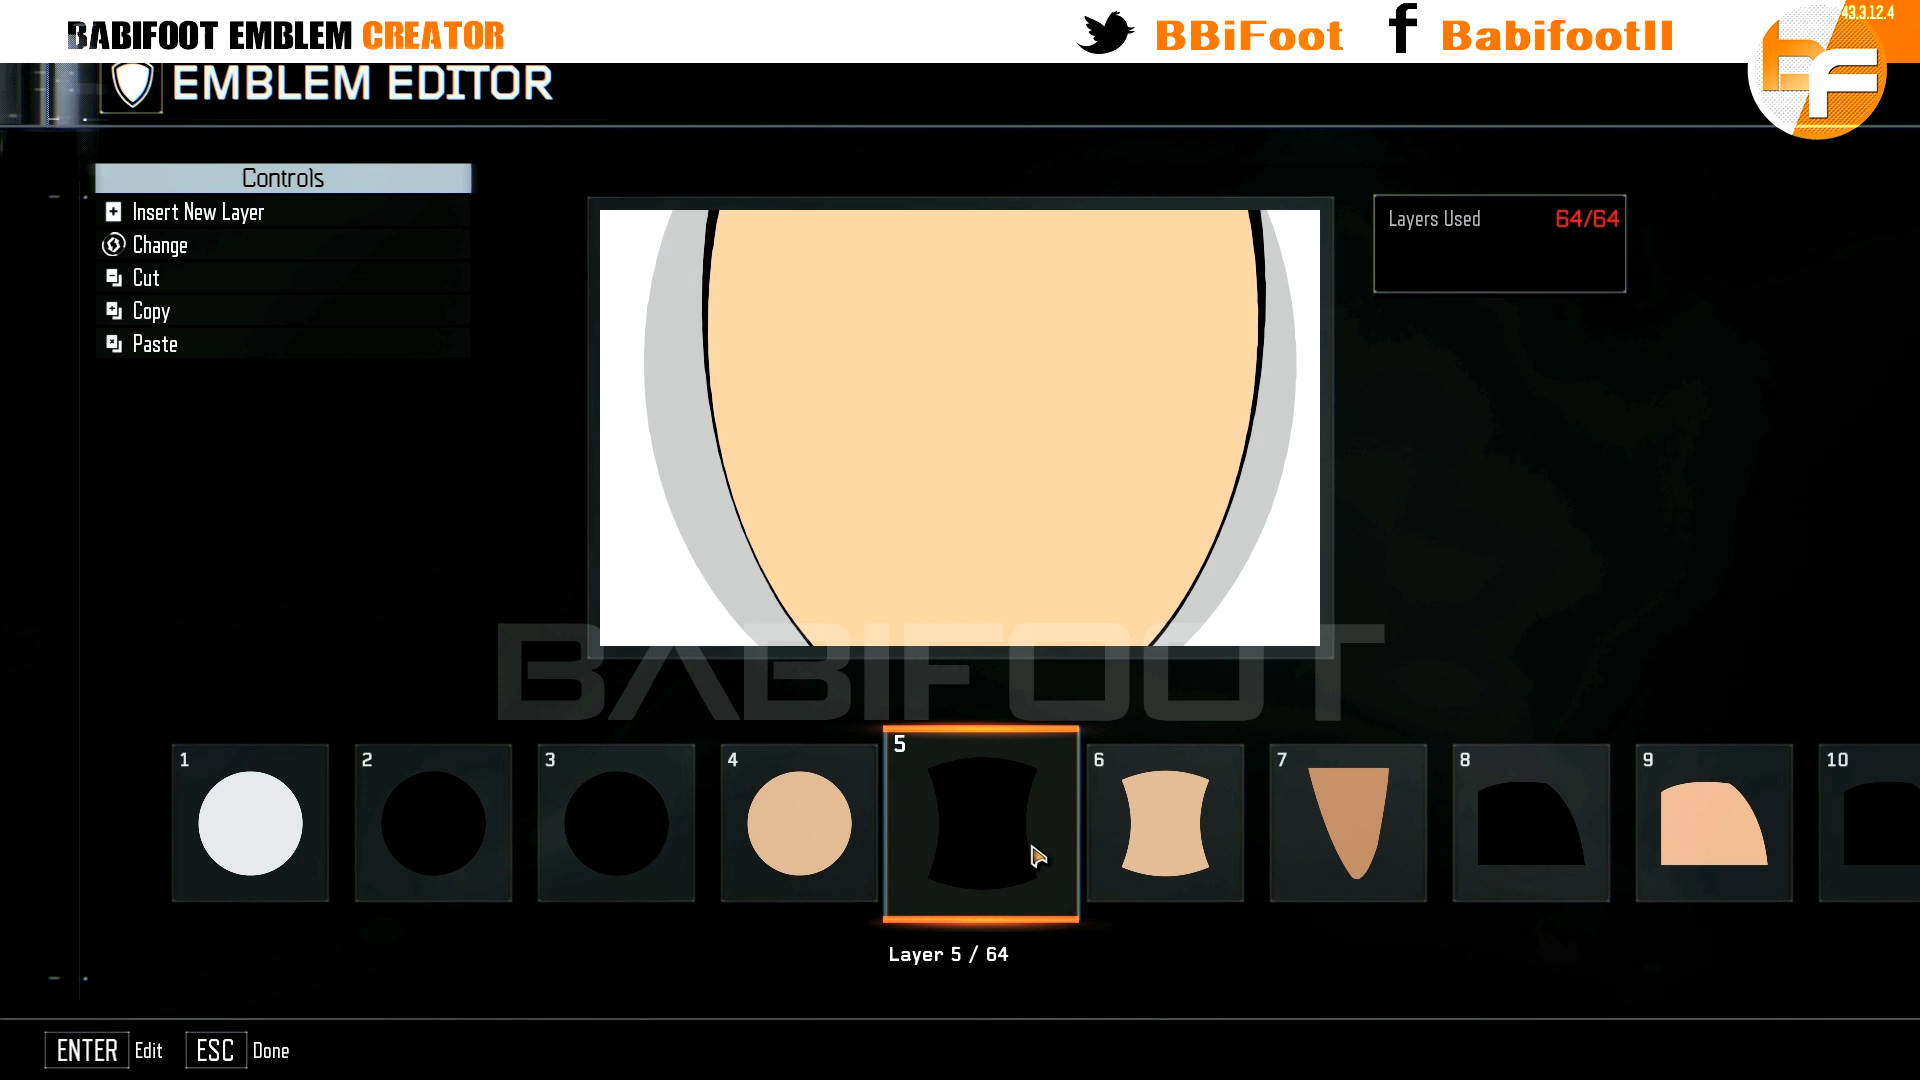 BABIFOOT EMBLEM CREATOR
BBiFoot
f
BabifootII
43.3.12.4
bF
EMBLEM EDITOR
Controls
Insert New Layer
Change
Cut
Copy
Paste
Layers Used 64/64
BABIFOOT
1 2 3 4 5 6 7 8 9 10
Layer 5 / 64
ENTER Edit ESC Done